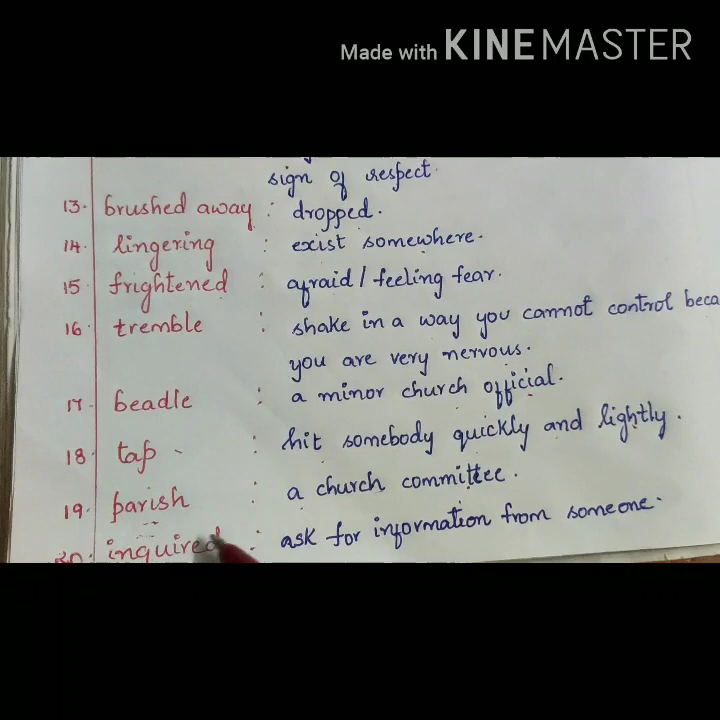 Made with KINEMASTER
sign of respect.
13. brushed away : dropped.
14. lingering : exist somewhere.
15. frightened : afraid / feeling fear.
16. tremble : shake in a way you cannot control beca
you are very nervous.
17. beadle : a minor church official.
18. tap : hit somebody quickly and lightly.
19. parish : a church committee.
20. inquired : ask for information from someone.